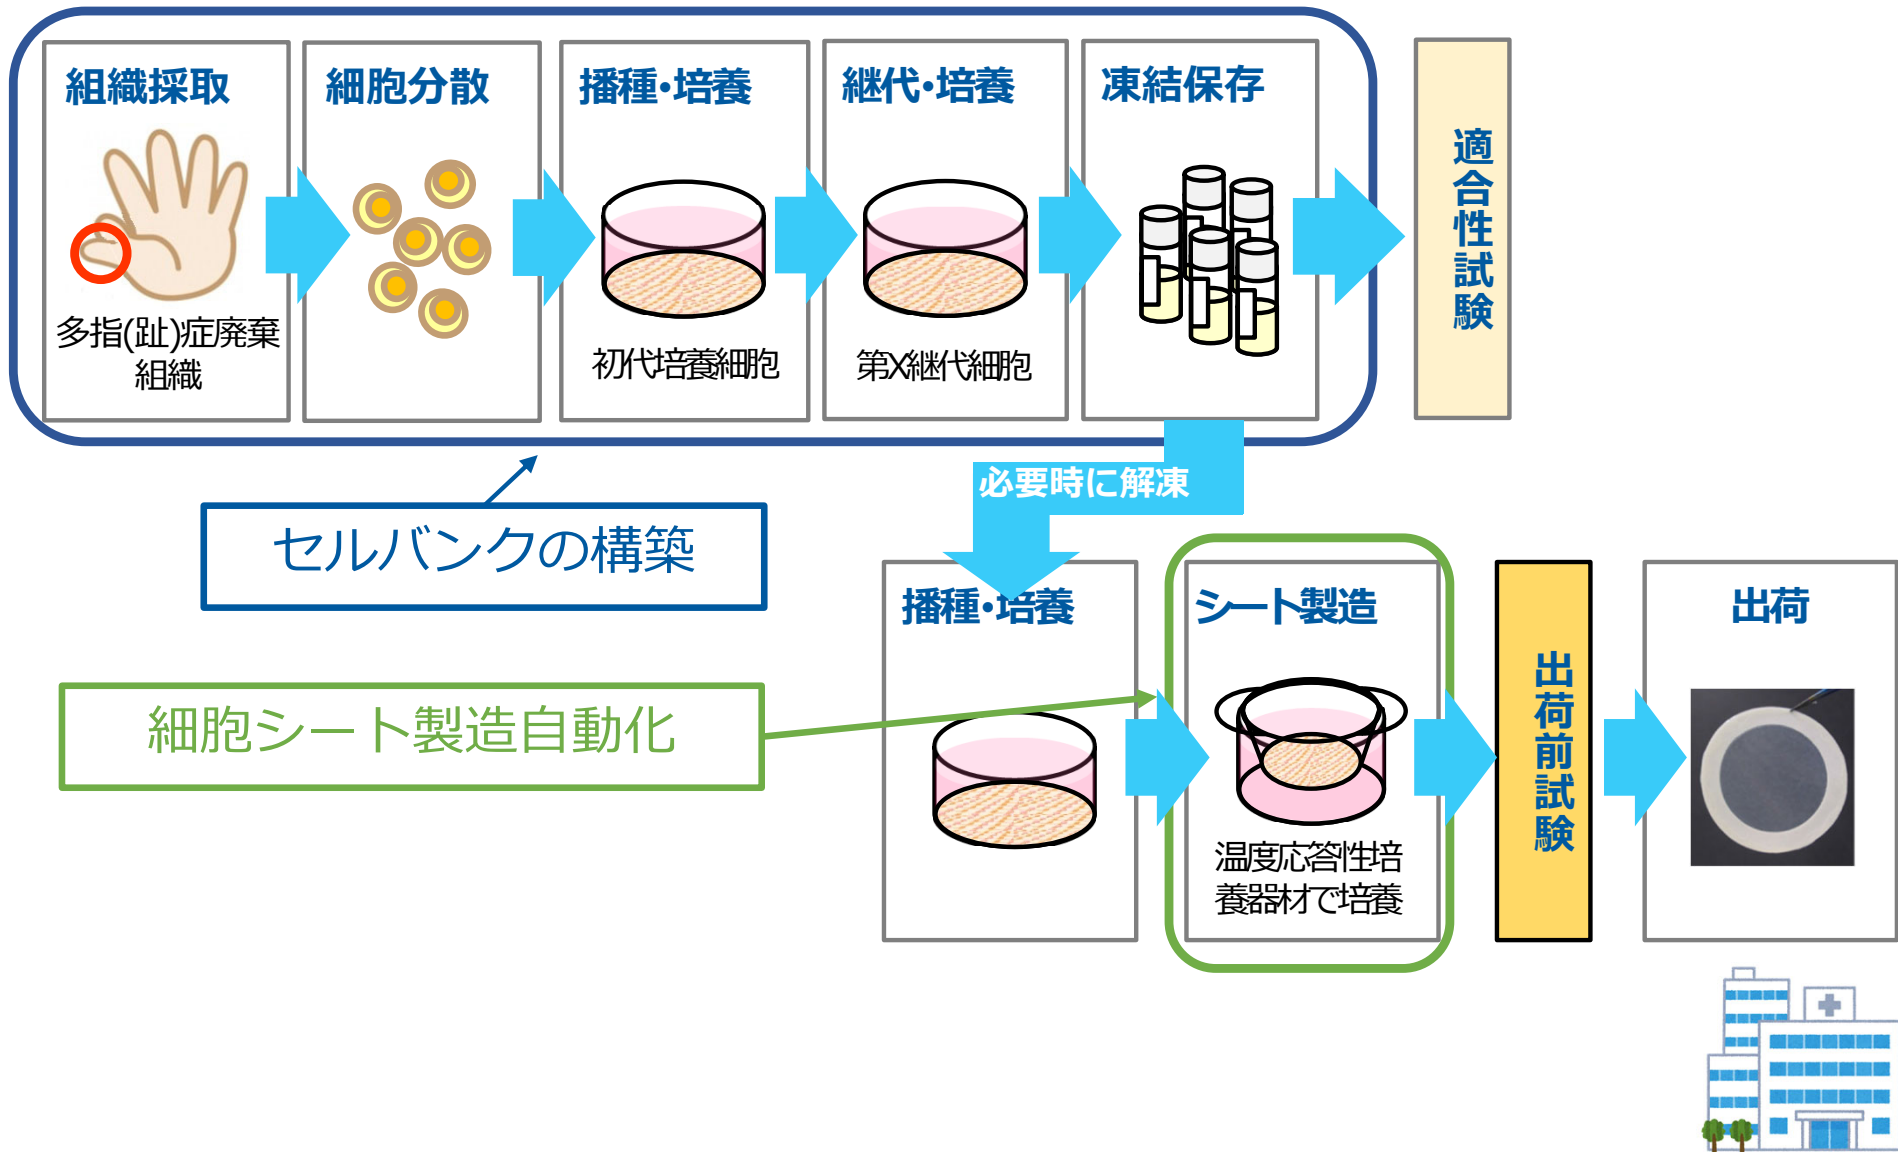 組織採取
細胞分散
播種・培養
継代・培養
凍結保存
適合性試験
多指(趾)症廃棄
組織
初代培養細胞
第X継代細胞
必要時に解凍
セルバンクの構築
播種・培養
シート製造
出荷前試験
出荷
細胞シート製造自動化
温度応答性培
養器材で培養